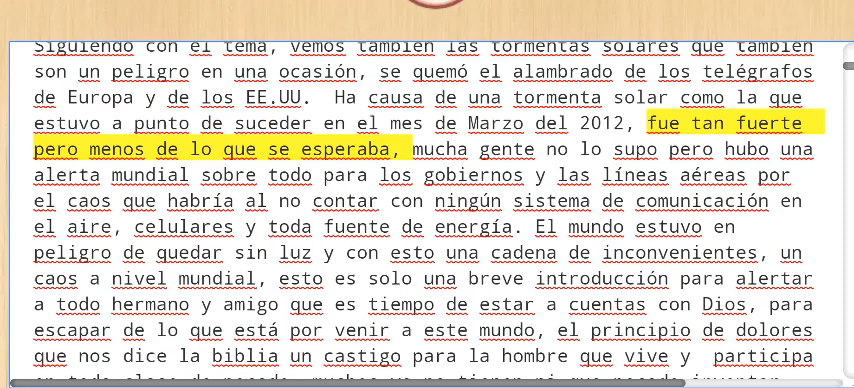 Siguiendo con el tema, vemos también las tormentas solares que también
son un peligro en una ocasión, se quemó el alambrado de los telégrafos
de Europa y de los EE.UU.  Ha causa de una tormenta solar como la que
estuvo a punto de suceder en el mes de Marzo del 2012, fue tan fuerte
pero menos de lo que se esperaba, mucha gente no lo supo pero hubo una
alerta mundial sobre todo para los gobiernos y las líneas aéreas por
el caos que habría al no contar con ningún sistema de comunicación en
el aire, celulares y toda fuente de energía. El mundo estuvo en
peligro de quedar sin luz y con esto una cadena de inconvenientes, un
caos a nivel mundial, esto es solo una breve introducción para alertar
a todo hermano y amigo que es tiempo de estar a cuentas con Dios, para
escapar de lo que está por venir a este mundo, el principio de dolores
que nos dice la biblia un castigo para la hombre que vive y  participa